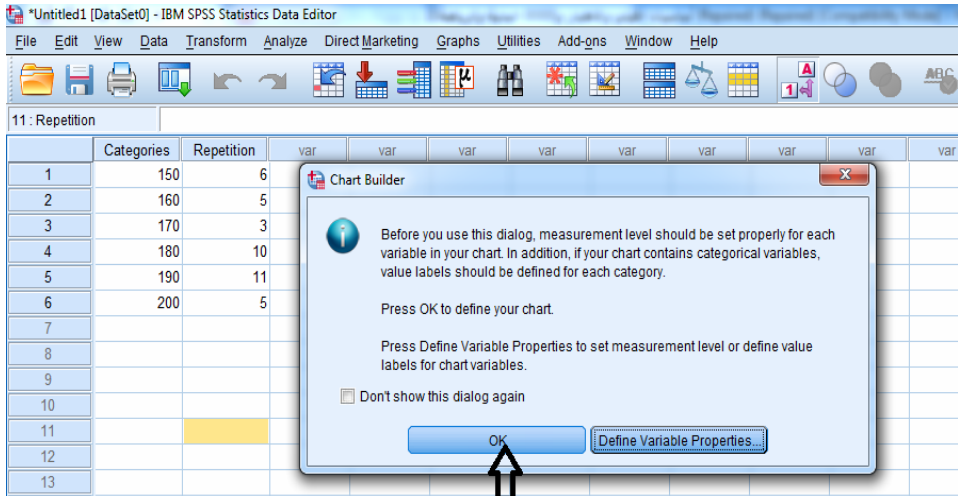 *Untitled1 [DataSet0] - IBM SPSS Statistics Data Editor
File Edit View Data Transform Analyze Direct Marketing Graphs Utilities Add-ons Window Help
A
1
ABC
11 : Repetition
Categories Repetition var var var var var var var var var
1 150 6
2 160 5
3 170 3
4 180 10
5 190 11
6 200 5
7
8
9
10
11
12
13
Chart Builder
Before you use this dialog, measurement level should be set properly for each
variable in your chart. In addition, if your chart contains categorical variables,
value labels should be defined for each category.
Press OK to define your chart.
Press Define Variable Properties to set measurement level or define value
labels for chart variables.
Don't show this dialog again
OK Define Variable Properties...